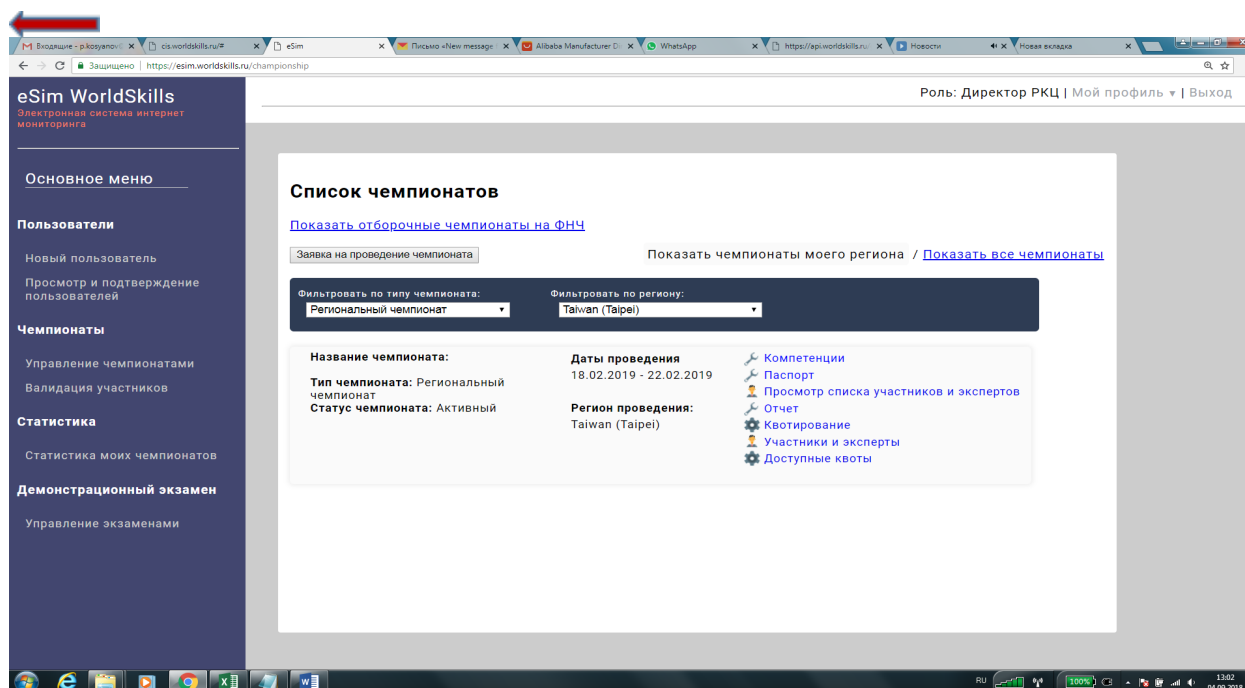 Входящие - p.kosyanov
cis.worldskills.ru/#
eSim
Письмо «New message
Alibaba Manufacturer Di
WhatsApp
https://api.worldskills.ru
Новости
Новая вкладка
Защищено | https://esim.worldskills.ru/championship
eSim WorldSkills
Электронная система интернет
мониторинга
Роль: Директор РКЦ | Мой профиль ▾ | Выход
Основное меню
Пользователи
Новый пользователь
Просмотр и подтверждение
пользователей
Чемпионаты
Управление чемпионатами
Валидация участников
Статистика
Статистика моих чемпионатов
Демонстрационный экзамен
Управление экзаменами
Список чемпионатов
Показать отборочные чемпионаты на ФНЧ
Заявка на проведение чемпионата
Показать чемпионаты моего региона / Показать все чемпионаты
Фильтровать по типу чемпионата:
Региональный чемпионат
Фильтровать по региону:
Taiwan (Taipei)
Название чемпионата:
Тип чемпионата: Региональный
чемпионат
Статус чемпионата: Активный
Даты проведения
18.02.2019 - 22.02.2019
Регион проведения:
Taiwan (Taipei)
Компетенции
Паспорт
Просмотр списка участников и экспертов
Отчет
Квотирование
Участники и эксперты
Доступные квоты
RU
100%
13:02
04.09.2018